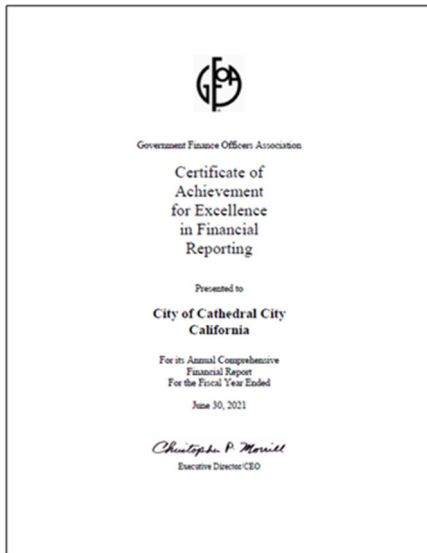 GFOA
Government Finance Officers Association
Certificate of
Achievement
for Excellence
in Financial
Reporting
Presented to
City of Cathedral City
California
For its Annual Comprehensive
Financial Report
For the Fiscal Year Ended
June 30, 2021
Christopher P. Morrill
Executive Director/CEO